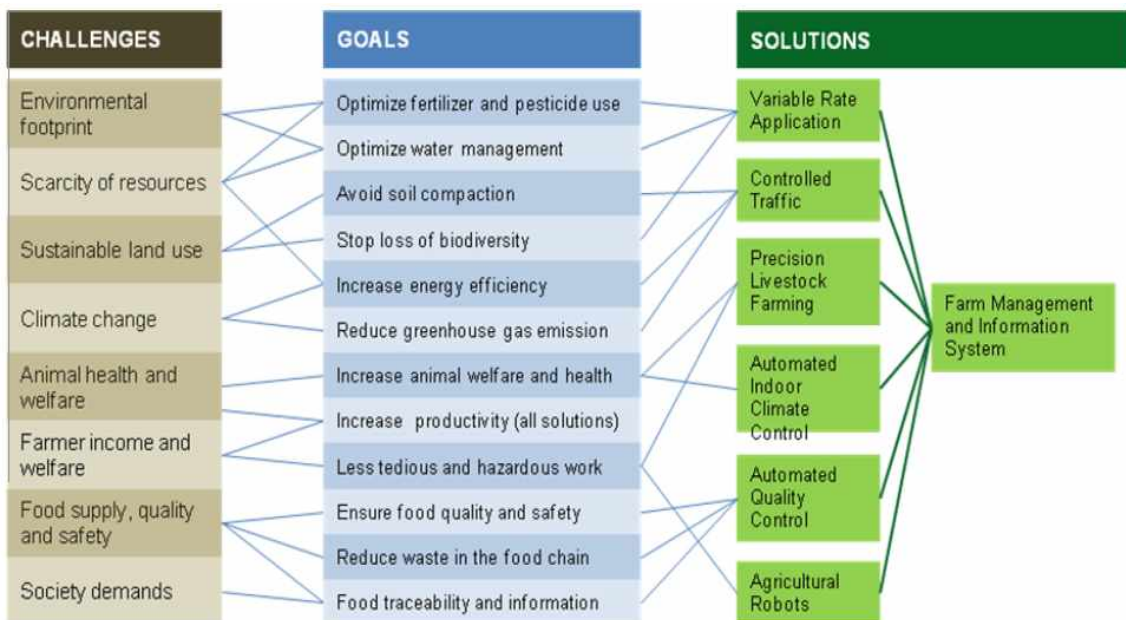 CHALLENGES
Environmental
footprint
Scarcity of resources
Sustainable land use
Climate change
Animal health and
welfare
Farmer income and
welfare
Food supply, quality
and safety
Society demands
GOALS
Optimize fertilizer and pesticide use
Optimize water management
Avoid soil compaction
Stop loss of biodiversity
Increase energy efficiency
Reduce greenhouse gas emission
Increase animal welfare and health
Increase productivity (all solutions)
Less tedious and hazardous work
Ensure food quality and safety
Reduce waste in the food chain
Food traceability and information
SOLUTIONS
Variable Rate
Application
Controlled
Traffic
Precision
Livestock
Farming
Automated
Indoor
Climate
Control
Automated
Quality
Control
Agricultural
Robots
Farm Management
and Information
System